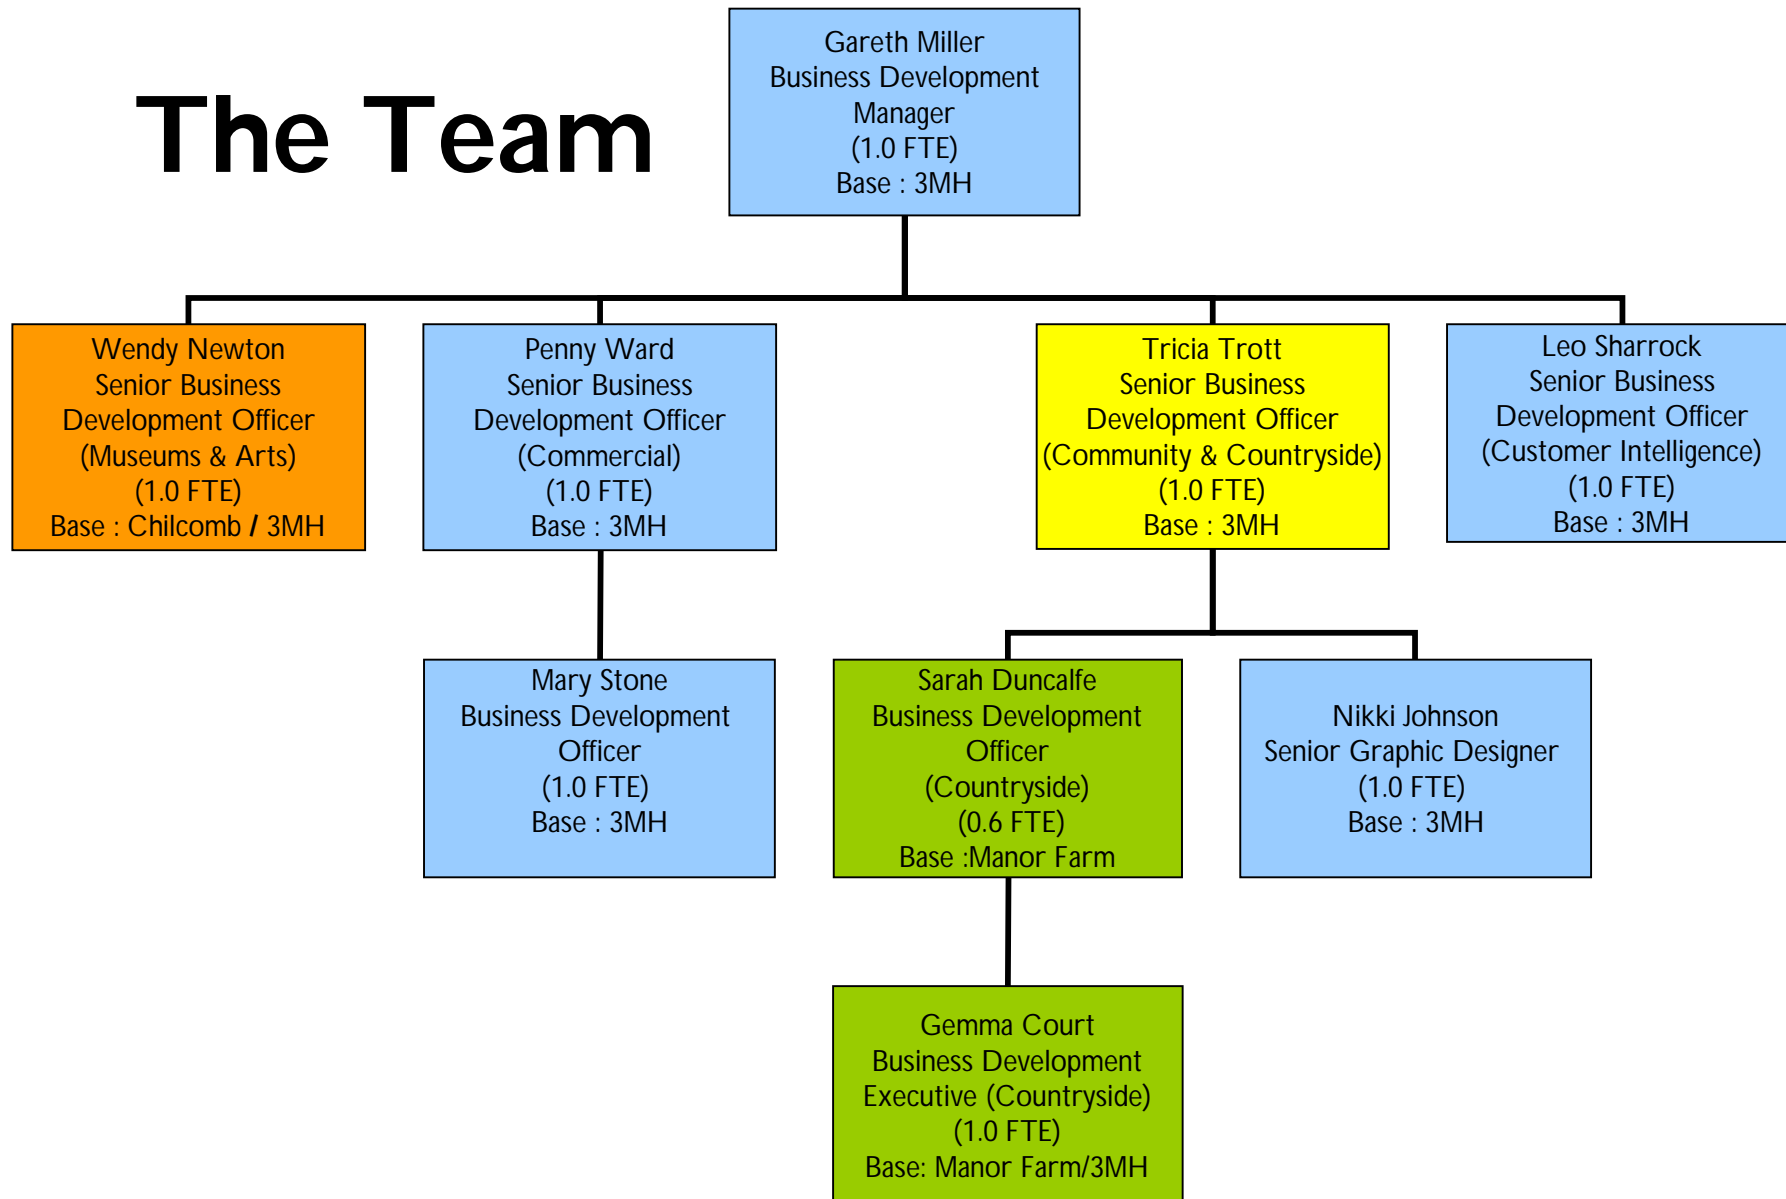 The Team
Gareth Miller
Business Development
Manager
(1.0 FTE)
Base : 3MH
Wendy Newton
Senior Business
Development Officer
(Museums & Arts)
(1.0 FTE)
Base : Chilcomb / 3MH
Penny Ward
Senior Business
Development Officer
(Commercial)
(1.0 FTE)
Base : 3MH
Tricia Trott
Senior Business
Development Officer
(Community & Countryside)
(1.0 FTE)
Base : 3MH
Leo Sharrock
Senior Business
Development Officer
(Customer Intelligence)
(1.0 FTE)
Base : 3MH
Mary Stone
Business Development
Officer
(1.0 FTE)
Base : 3MH
Sarah Duncalfe
Business Development
Officer
(Countryside)
(0.6 FTE)
Base :Manor Farm
Nikki Johnson
Senior Graphic Designer
(1.0 FTE)
Base : 3MH
Gemma Court
Business Development
Executive (Countryside)
(1.0 FTE)
Base: Manor Farm/3MH